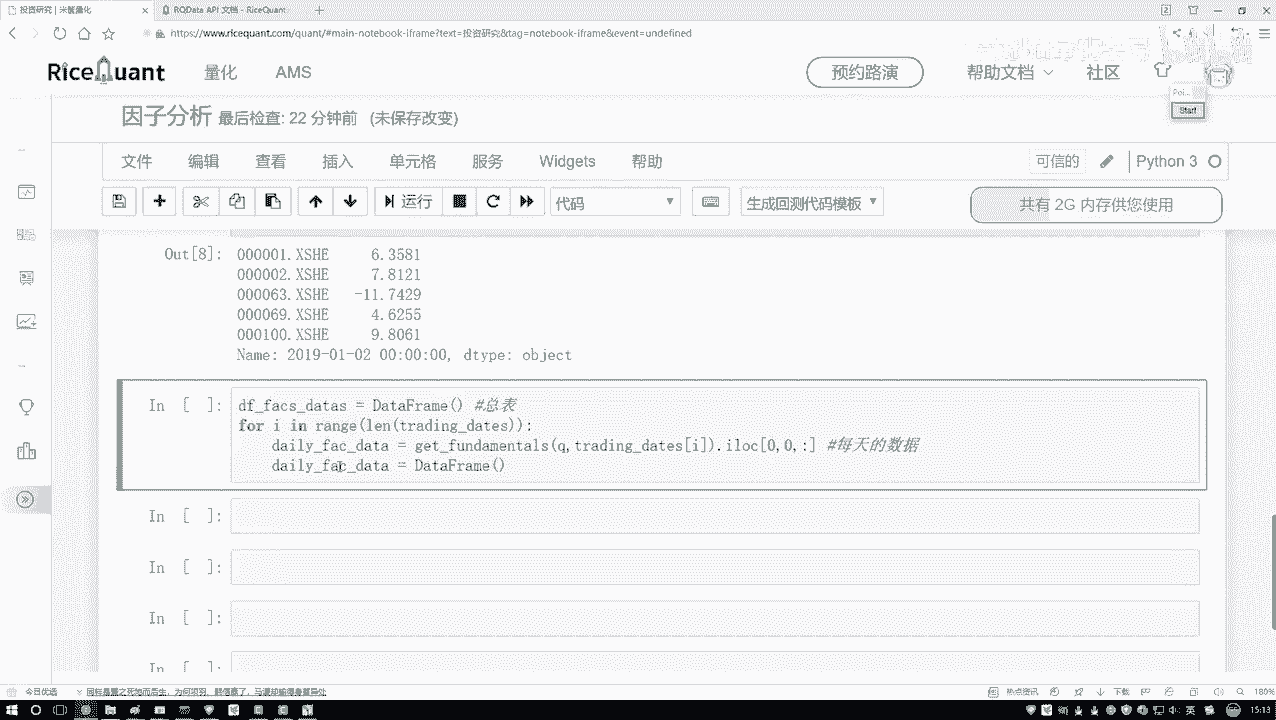 投资研究 | 米筐量化
RQData API 文档 - RiceQuant
https://www.ricequant.com/quant/#main-notebook-iframe?text=投资研究&tag=notebook-iframe&event=undefined
RiceQuant 量化 AMS 预约路演 帮助文档 社区
Poi...
Start
因子分析 最后检查: 22 分钟前 (未保存改变)
文件 编辑 查看 插入 单元格 服务 Widgets 帮助 可信的 Python 3
运行 代码 生成回测代码模板 共有 2G 内存供您使用
Out[8]: 000001.XSHE 6.3581
000002.XSHE 7.8121
000063.XSHE -11.7429
000069.XSHE 4.6255
000100.XSHE 9.8061
Name: 2019-01-02 00:00:00, dtype: object
In [ ]: df_facs_datas = DataFrame() #总表
for i in range(len(trading_dates)):
daily_fac_data = get_fundamentals(q,trading_dates[i]).iloc[0,0,:] #每天的数据
daily_fac_data = DataFrame()
In [ ]:
In [ ]:
In [ ]:
In [ ]:
今日优选
热点资讯 下载 180%
英 15:13